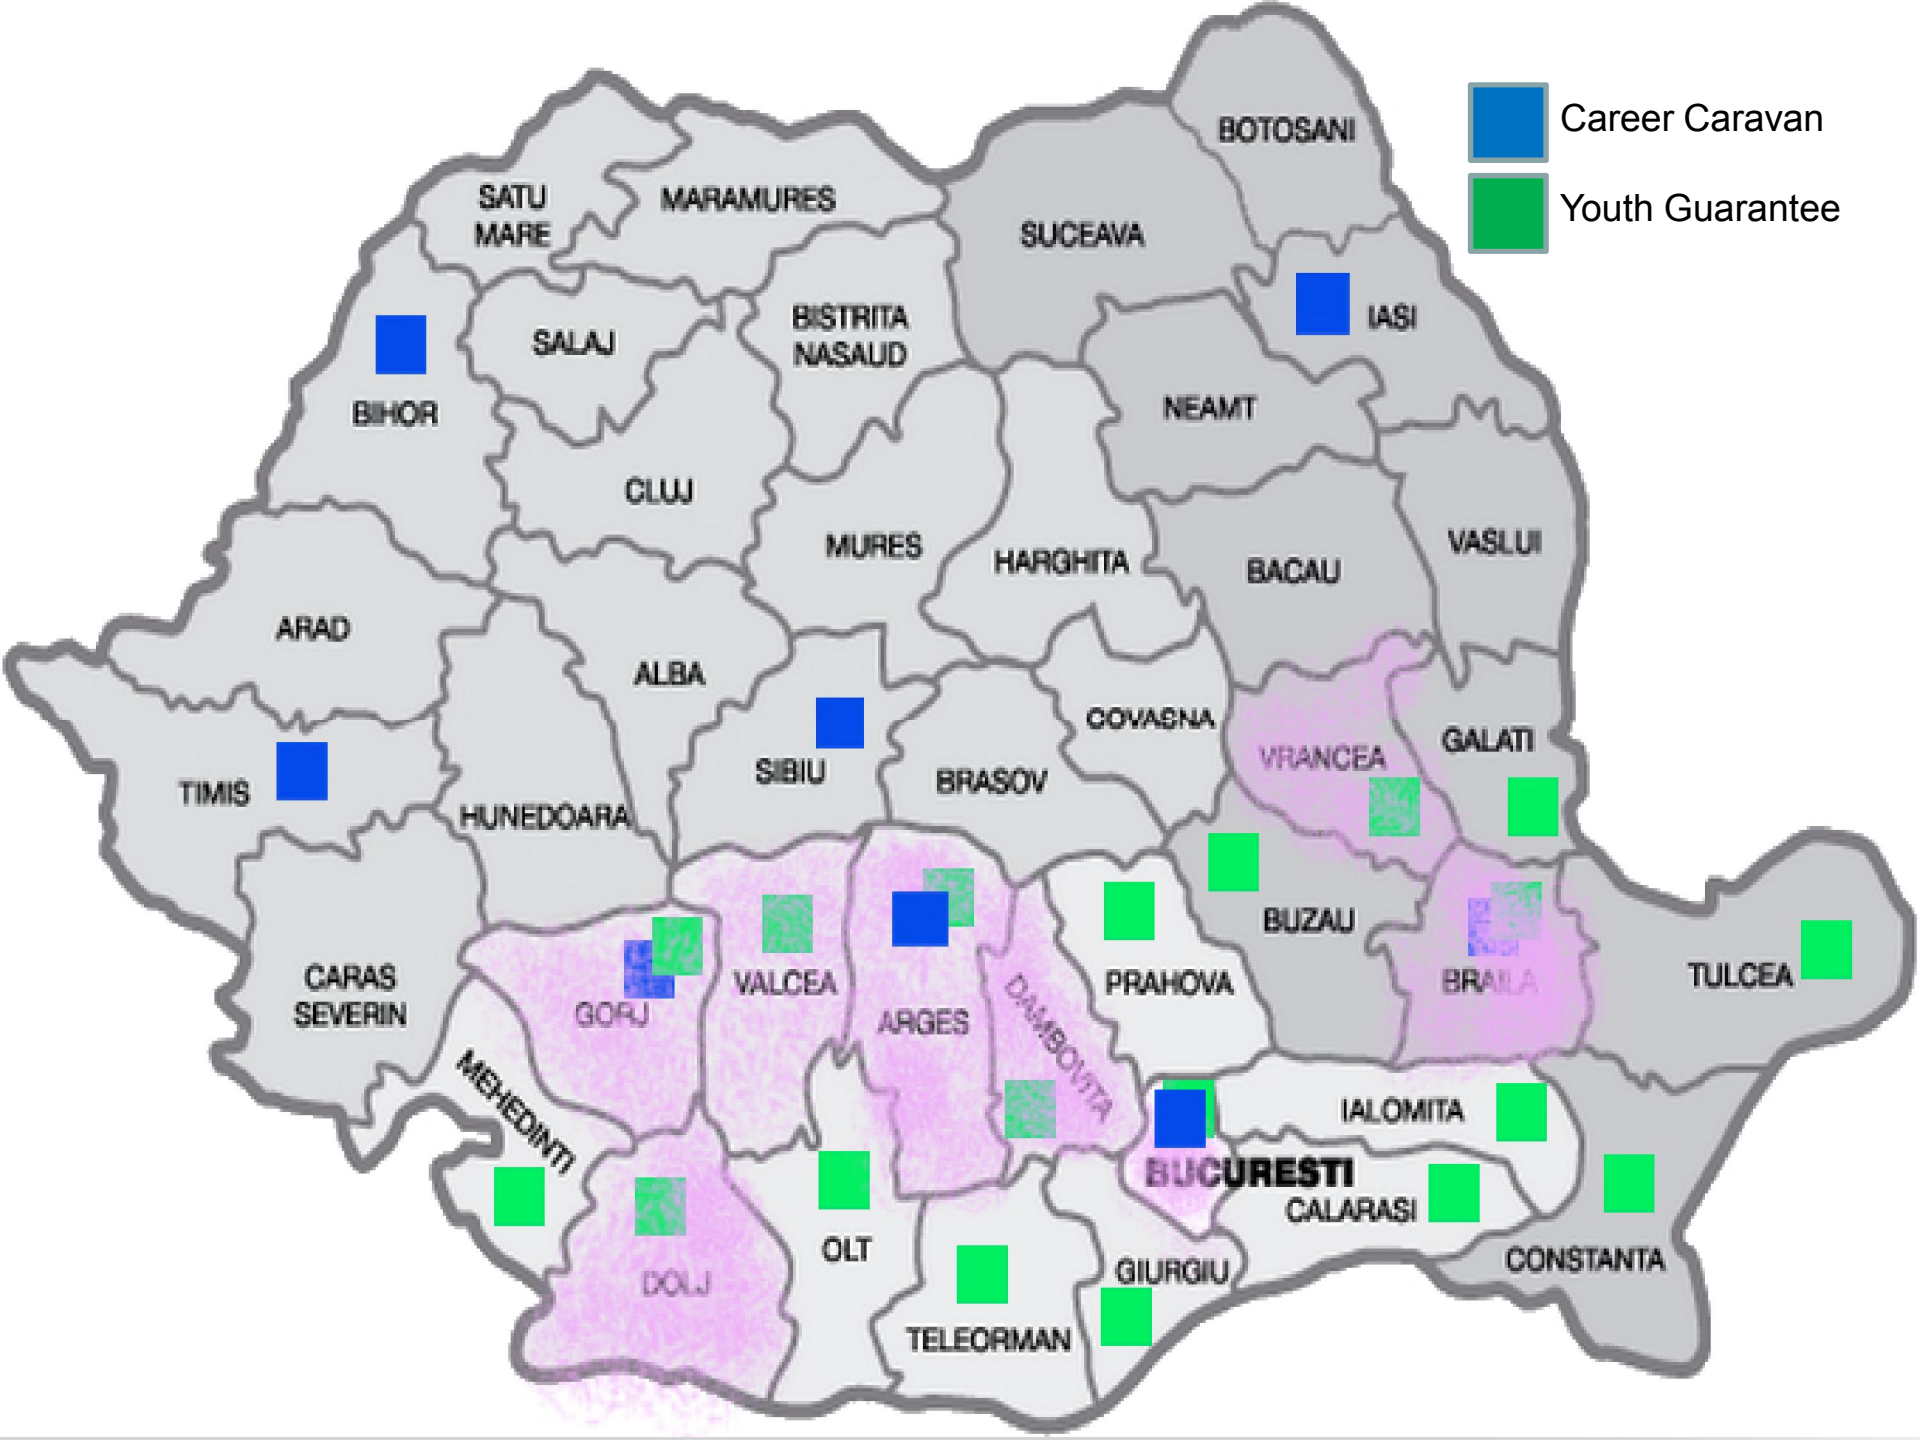 BOTOSANI
Career Caravan
Youth Guarantee
SATU
MARE
MARAMURES
SUCEAVA
BISTRITA
NASAUD
IASI
SALAJ
BIHOR
NEAMT
CLUJ
MURES
HARGHITA
BACAU
VASLUI
ARAD
ALBA
COVASNA
VRANCEA
GALATI
TIMIS
SIBIU
BRASOV
HUNEDOARA
BUZAU
CARAS
SEVERIN
GORJ
VALCEA
ARGES
DAMBOVITA
PRAHOVA
BRAILA
TULCEA
MEHEDINTI
IALOMITA
BUCURESTI
CALARASI
DOLJ
OLT
GIURGIU
CONSTANTA
TELEORMAN